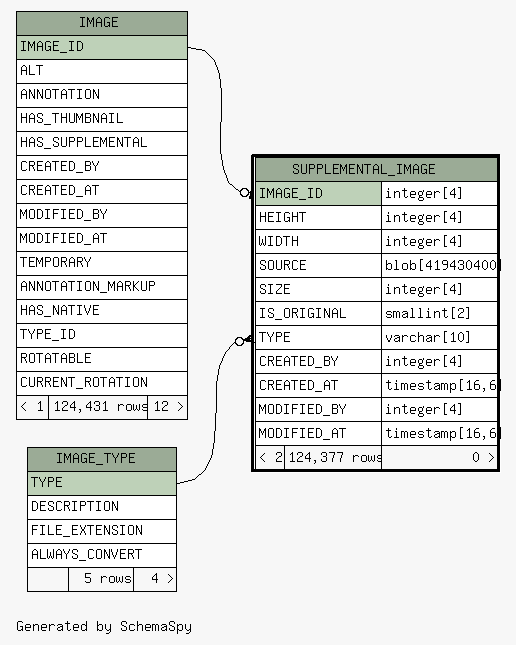 IMAGE
IMAGE_ID
ALT
ANNOTATION
HAS_THUMBNAIL
HAS_SUPPLEMENTAL
CREATED_BY
CREATED_AT
MODIFIED_BY
MODIFIED_AT
TEMPORARY
ANNOTATION_MARKUP
HAS_NATIVE
TYPE_ID
ROTATABLE
CURRENT_ROTATION
< 1 124,431 rows 12 >
SUPPLEMENTAL_IMAGE
IMAGE_ID integer[4]
HEIGHT integer[4]
WIDTH integer[4]
SOURCE blob[419430400]
SIZE integer[4]
IS_ORIGINAL smallint[2]
TYPE varchar[10]
CREATED_BY integer[4]
CREATED_AT timestamp[16,6]
MODIFIED_BY integer[4]
MODIFIED_AT timestamp[16,6]
< 2 124,377 rows 0 >
IMAGE_TYPE
TYPE
DESCRIPTION
FILE_EXTENSION
ALWAYS_CONVERT
5 rows 4 >
Generated by SchemaSpy